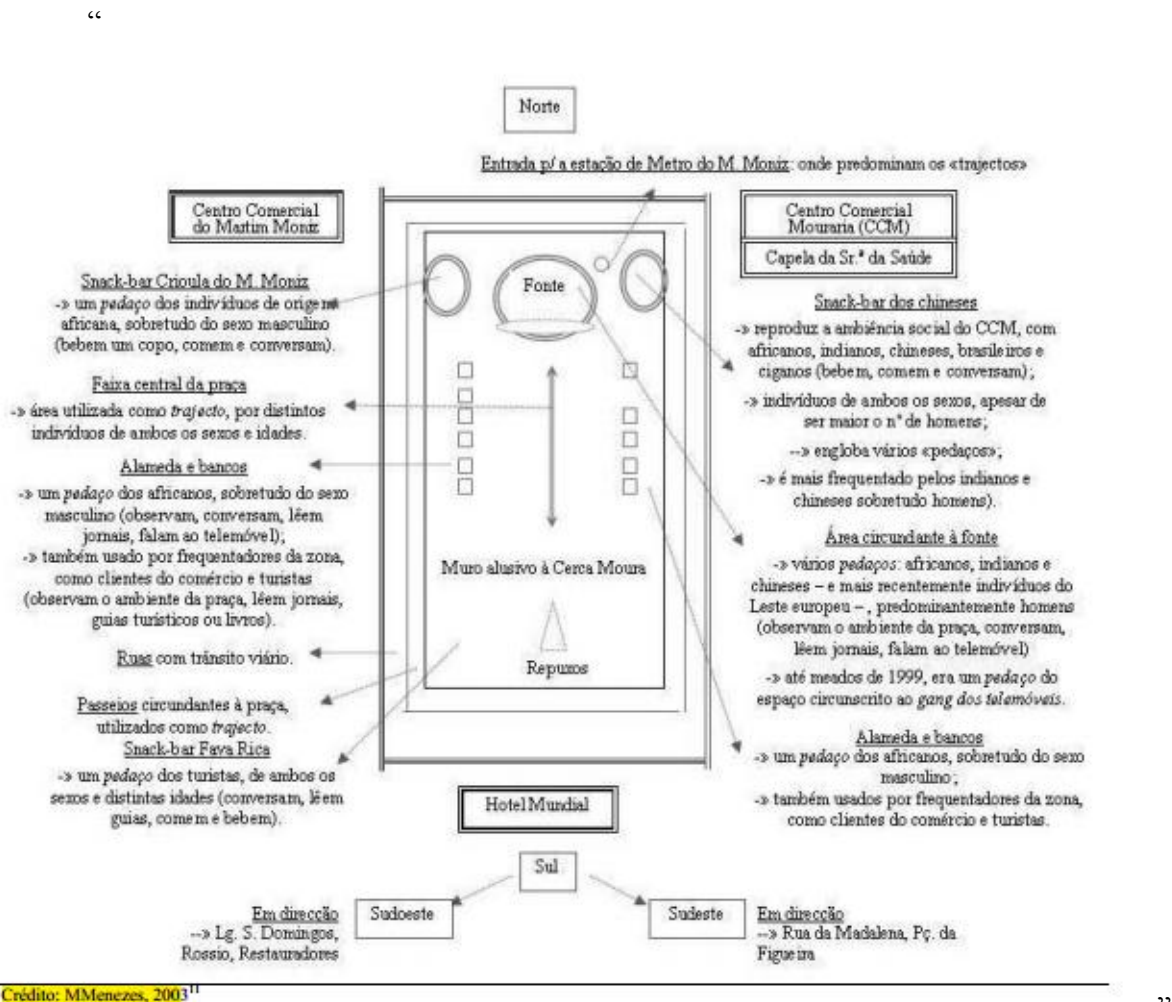 “
Norte
Entrada p/ a estação de Metro do M. Moniz: onde predominam os «trajectos»
Centro Comercial
do Martim Moniz
Centro Comercial
Mouraria (CCM)
Capela da Sr.ª da Saúde
Snack-bar Crioula do M. Moniz
-» um pedaço dos indivíduos de origem
africana, sobretudo do sexo masculino
(bebem um copo, comem e conversam).
Faixa central da praça
-» área utilizada como trajecto, por distintos
indivíduos de ambos os sexos e idades.
Alameda e bancos
-» um pedaço dos africanos, sobretudo do sexo
masculino (observam, conversam, lêem
jornais, falam ao telemóvel);
-» também usado por frequentadores da zona,
como clientes do comércio e turistas
(observam o ambiente da praça, lêem jornais,
guias turísticos ou livros).
Ruas com trânsito viário.
Passeios circundantes à praça,
utilizados como trajecto.
Snack-bar Fava Rica
-» um pedaço dos turistas, de ambos os
sexos e distintas idades (conversam, lêem
guias, comem e bebem).
Fonte
Muro alusivo à Cerca Moura
Repuxos
Snack-bar dos chineses
-» reproduz a ambiência social do CCM, com
africanos, indianos, chineses, brasileiros e
ciganos (bebem, comem e conversam);
-» indivíduos de ambos os sexos, apesar de
ser maior o nº de homens;
--» engloba vários «pedaços»;
-» é mais frequentado pelos indianos e
chineses sobretudo homens).
Área circundante à fonte
-» vários pedaços: africanos, indianos e
chineses – e mais recentemente indivíduos do
Leste europeu – , predominantemente homens
(observam o ambiente da praça, conversam,
lêem jornais, falam ao telemóvel)
-» até meados de 1999, era um pedaço do
espaço circunscrito ao gang dos telemóveis.
Alameda e bancos
-» um pedaço dos africanos, sobretudo do sexo
masculino;
-» também usados por frequentadores da zona,
como clientes do comércio e turistas.
Hotel Mundial
Sul
Sudoeste
Sudeste
Em direcção
--» Lg. S. Domingos,
Rossio, Restauradores
Em direcção
--» Rua da Madalena, Pç. da
Figueira
Crédito: MMenezes, 2003¹¹
”